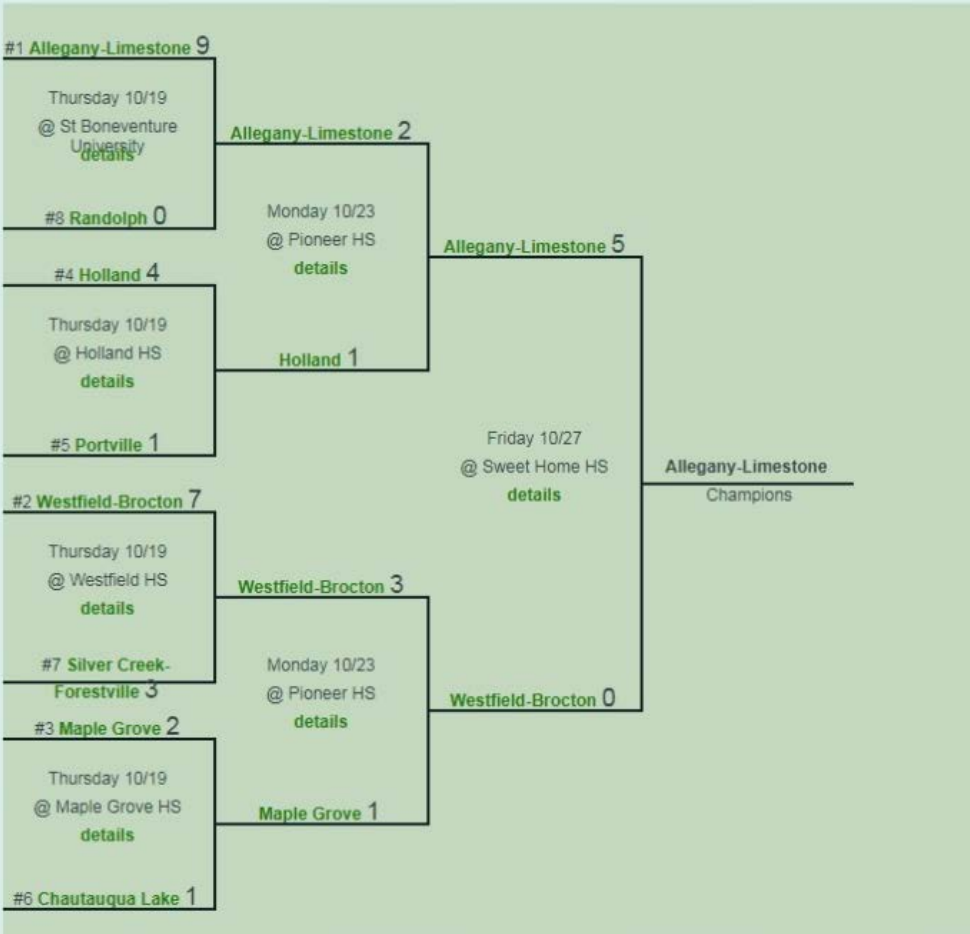 #1 Allegany-Limestone 9
Thursday 10/19
@ St Boneventure
University
details
#8 Randolph 0
Allegany-Limestone 2
Monday 10/23
@ Pioneer HS
details
Holland 1
#4 Holland 4
Thursday 10/19
@ Holland HS
details
#5 Portville 1
Allegany-Limestone 5
Friday 10/27
@ Sweet Home HS
details
Westfield-Brocton 0
Allegany-Limestone
Champions
#2 Westfield-Brocton 7
Thursday 10/19
@ Westfield HS
details
#7 Silver Creek-
Forestville 3
Westfield-Brocton 3
Monday 10/23
@ Pioneer HS
details
Maple Grove 1
#3 Maple Grove 2
Thursday 10/19
@ Maple Grove HS
details
#6 Chautauqua Lake 1